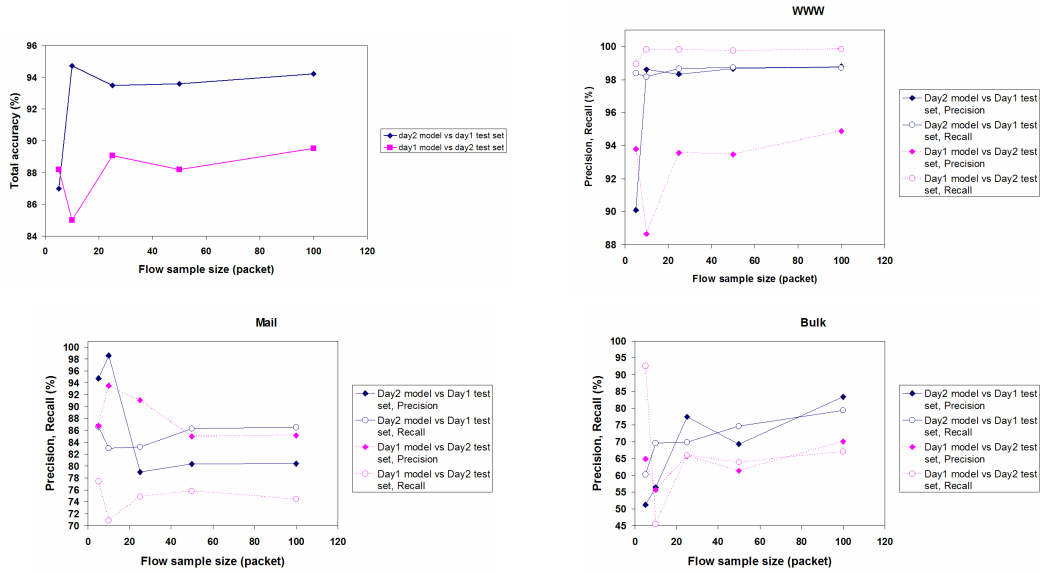 96
94
92
90
88
86
84
0 20 40 60 80 100 120
Total accuracy (%)
Flow sample size (packet)
day2 model vs day1 test set
day1 model vs day2 test set
WWW
100
98
96
94
92
90
88
0 20 40 60 80 100 120
Precision, Recall (%)
Flow sample size (packet)
Day2 model vs Day1 test
set, Precision
Day2 model vs Day1 test
set, Recall
Day1 model vs Day2 test
set, Precision
Day1 model vs Day2 test
set, Recall
Mail
100
98
96
94
92
90
88
86
84
82
80
78
76
74
72
70
0 20 40 60 80 100 120
Precision, Recall (%)
Flow sample size (packet)
Day2 model vs Day1 test
set, Precision
Day2 model vs Day1 test
set, Recall
Day1 model vs Day2 test
set, Precision
Day1 model vs Day2 test
set, Recall
Bulk
100
95
90
85
80
75
70
65
60
55
50
45
0 20 40 60 80 100 120
Precision, Recall (%)
Flow sample size (packet)
Day2 model vs Day1 test
set, Precision
Day2 model vs Day1 test
set, Recall
Day1 model vs Day2 test
set, Precision
Day1 model vs Day2 test
set, Recall